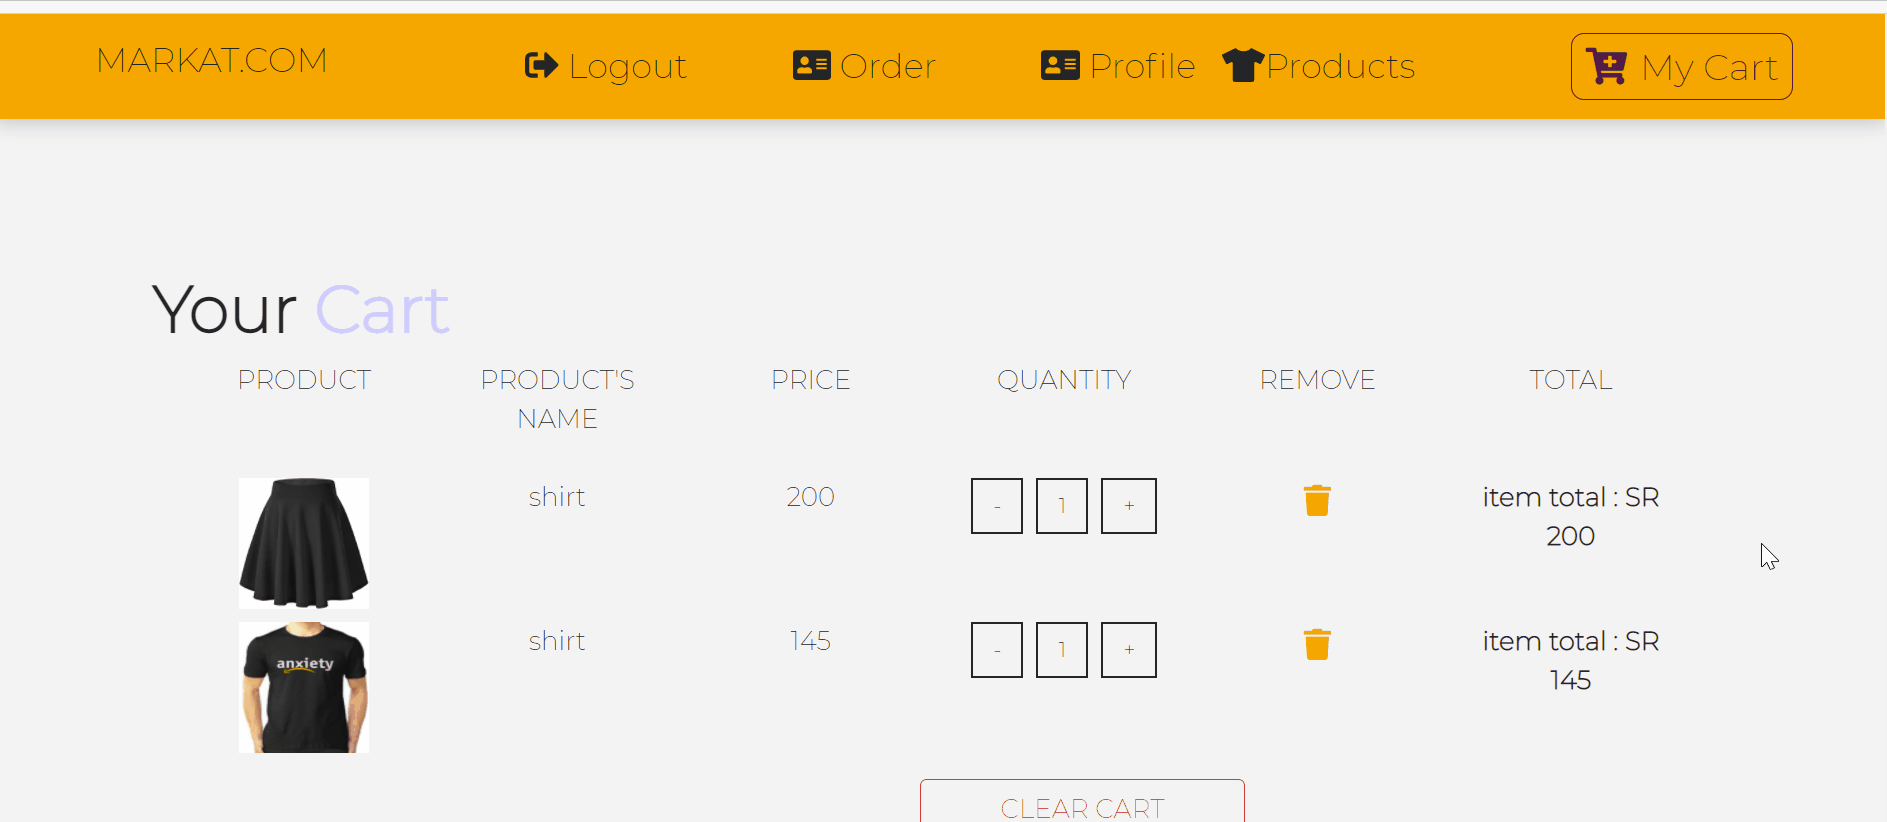 MARKAT.COM Logout Order Profile Products My Cart
Your Cart
PRODUCT PRODUCT'S NAME PRICE QUANTITY REMOVE TOTAL
shirt 200 - 1 + item total : SR 200
anxiety
shirt 145 - 1 + item total : SR 145
CLEAR CART